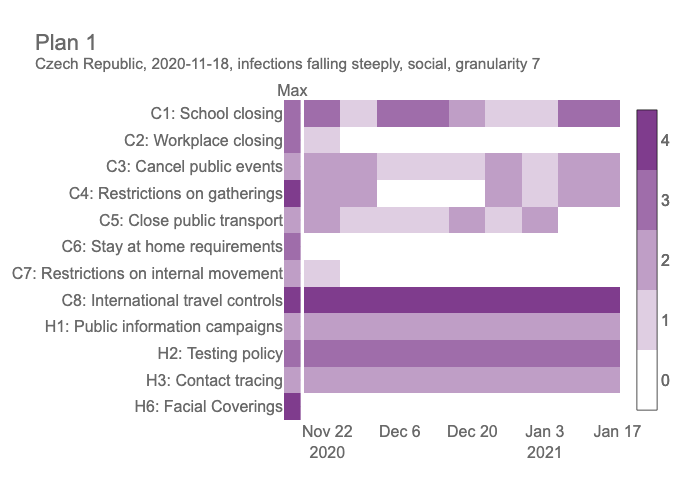 Plan 1
Czech Republic, 2020-11-18, infections falling steeply, social, granularity 7
Max
C1: School closing
C2: Workplace closing
C3: Cancel public events
C4: Restrictions on gatherings
C5: Close public transport
C6: Stay at home requirements
C7: Restrictions on internal movement
C8: International travel controls
H1: Public information campaigns
H2: Testing policy
H3: Contact tracing
H6: Facial Coverings
4
3
2
1
0
Nov 22 Dec 6 Dec 20 Jan 3 Jan 17
2020 2021